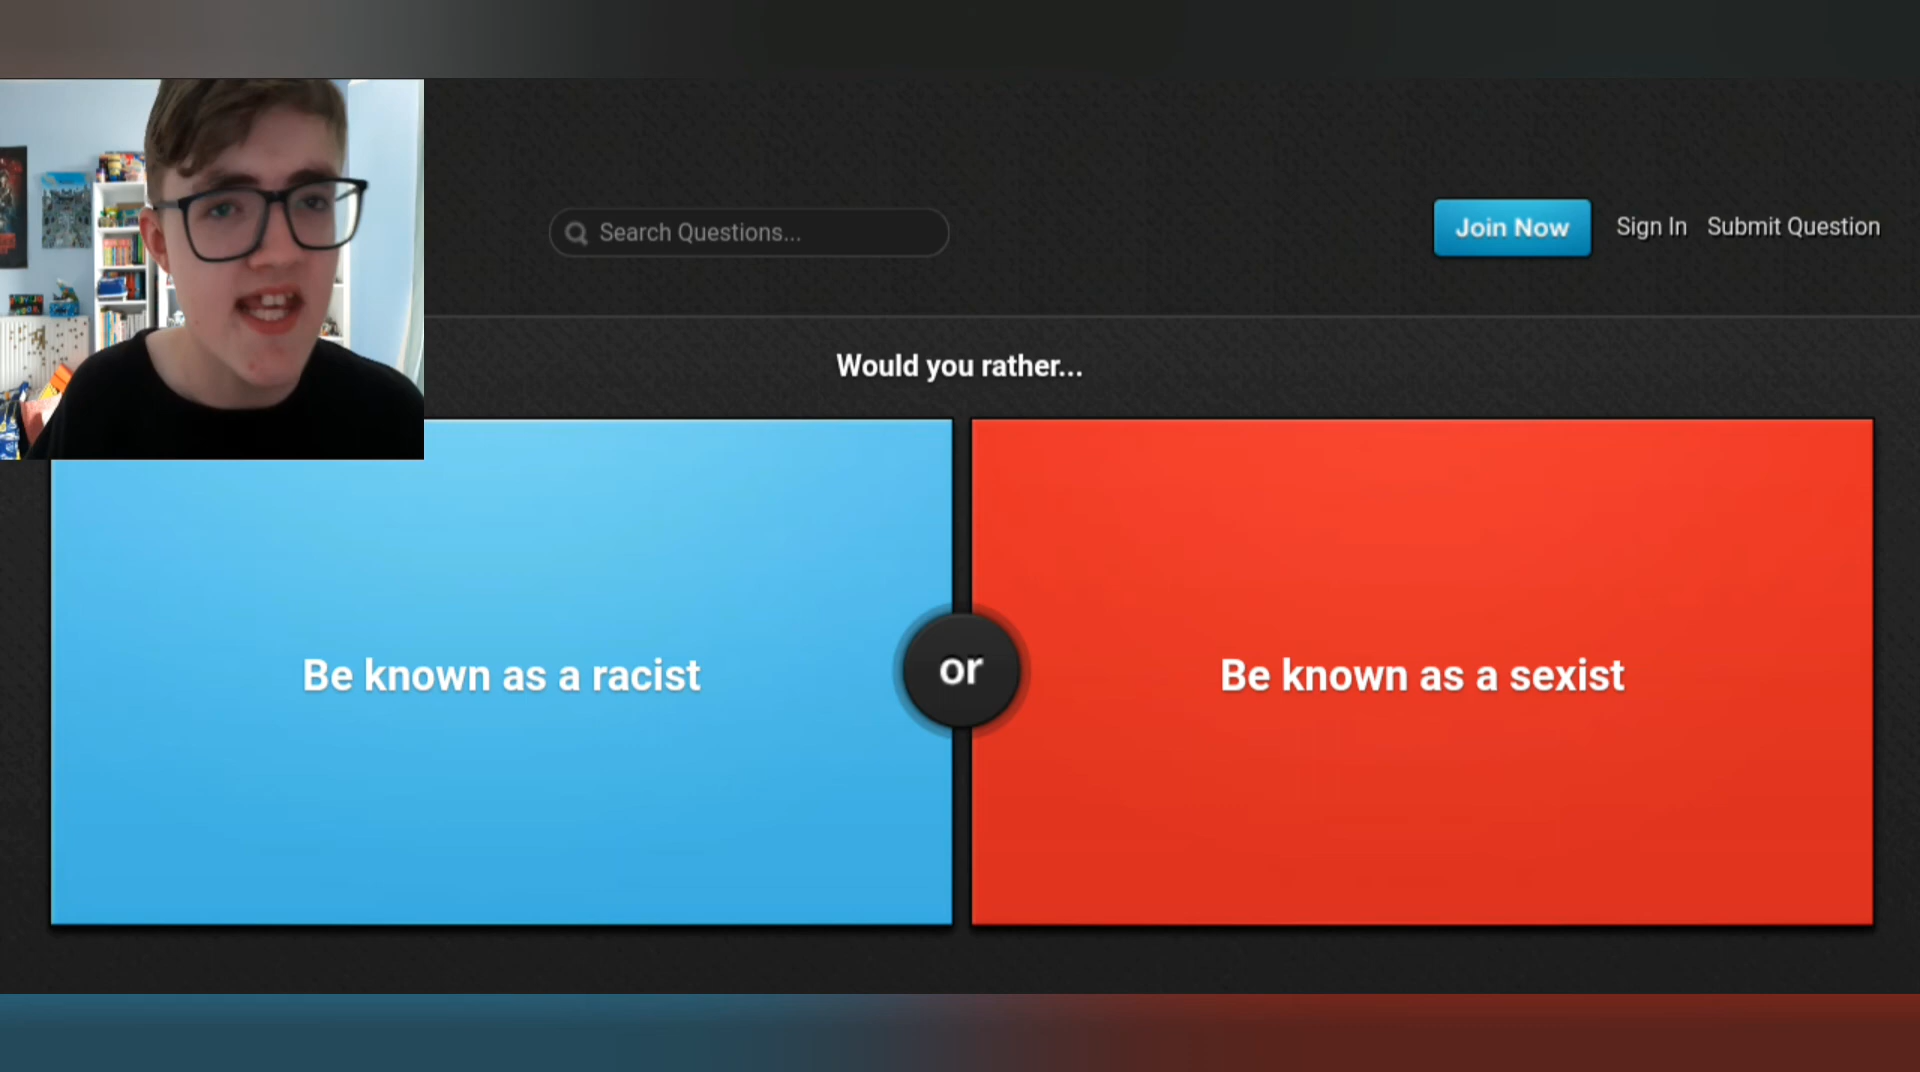 Search Questions...
Join Now
Sign In
Submit Question
Would you rather...
Be known as a racist
or
Be known as a sexist